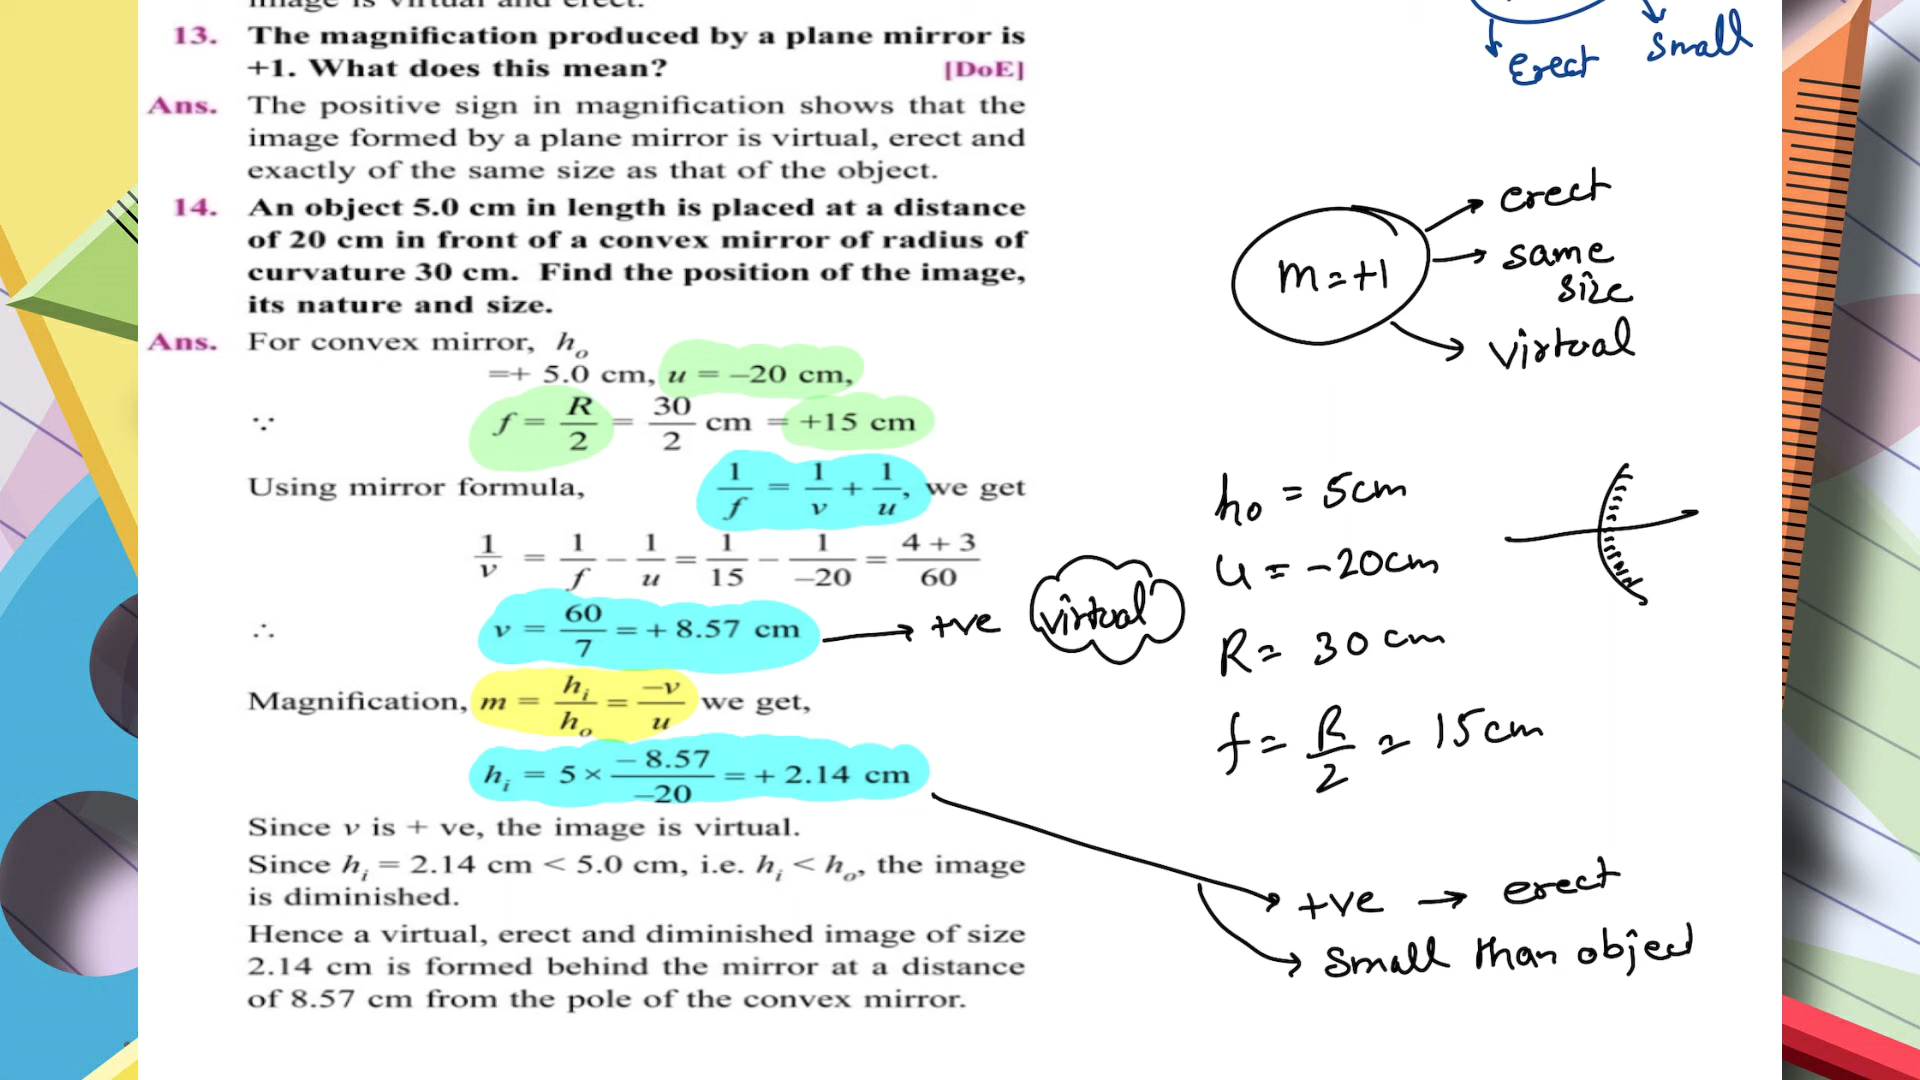 image is virtual and erect.
13. The magnification produced by a plane mirror is
+1. What does this mean? [DoE]
Ans. The positive sign in magnification shows that the
image formed by a plane mirror is virtual, erect and
exactly of the same size as that of the object.
14. An object 5.0 cm in length is placed at a distance
of 20 cm in front of a convex mirror of radius of
curvature 30 cm. Find the position of the image,
its nature and size.
Ans. For convex mirror, h_o
=+ 5.0 cm, u = –20 cm,
∵ f = R/2 = 30/2 cm = +15 cm
Using mirror formula, 1/f = 1/v + 1/u, we get
1/v = 1/f – 1/u = 1/15 – 1/–20 = 4 + 3/60
∴ v = 60/7 = + 8.57 cm
Magnification, m = h_i/h_o = –v/u we get,
h_i = 5 × – 8.57/–20 = + 2.14 cm
Since v is + ve, the image is virtual.
Since h_i = 2.14 cm < 5.0 cm, i.e. h_i < h_o, the image
is diminished.
Hence a virtual, erect and diminished image of size
2.14 cm is formed behind the mirror at a distance
of 8.57 cm from the pole of the convex mirror.
Erect
Small
m=+1
erect
same
size
virtual
h_o = 5cm
u = -20cm
R= 30 cm
f = R/2 = 15cm
+ve virtual
+ve → erect
Small than object